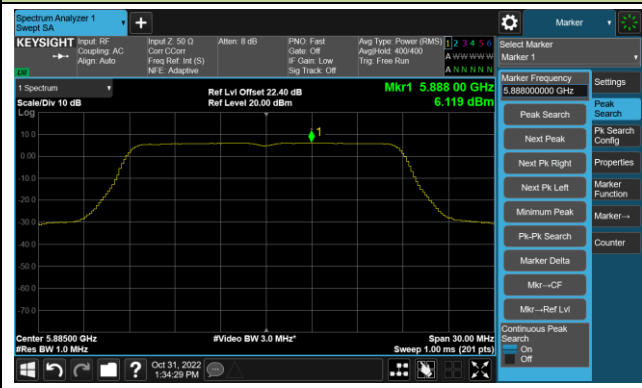 Spectrum Analyzer 1
Swept SA
Marker
KEYSIGHT
Input: RF
Coupling: AC
Align: Auto
Input Z: 50 Ω
Corr CCorr
Freq Ref: Int (S)
NFE: Adaptive
Atten: 8 dB
PNO: Fast
Gate: Off
IF Gain: Low
Sig Track: Off
Avg Type: Power (RMS)
Avg|Hold: 400/400
Trig: Free Run
1 2 3 4 5 6
A W W W W W
A N N N N N
Select Marker
Marker 1
1 Spectrum
Scale/Div 10 dB
Log
Ref Lvl Offset 22.40 dB
Ref Level 20.00 dBm
Mkr1 5.888 00 GHz
6.119 dBm
1
10.0
0.00
-10.0
-20.0
-30.0
-40.0
-50.0
-60.0
-70.0
Center 5.88500 GHz
#Res BW 1.0 MHz
#Video BW 3.0 MHz*
Span 30.00 MHz
Sweep 1.00 ms (201 pts)
Marker Frequency
5.888000000 GHz
Peak Search
Next Peak
Next Pk Right
Next Pk Left
Minimum Peak
Pk-Pk Search
Marker Delta
Mkr→CF
Mkr→Ref Lvl
Continuous Peak
Search
On
Off
Settings
Peak
Search
Pk Search
Config
Properties
Marker
Function
Marker→
Counter
Oct 31, 2022
1:34:29 PM